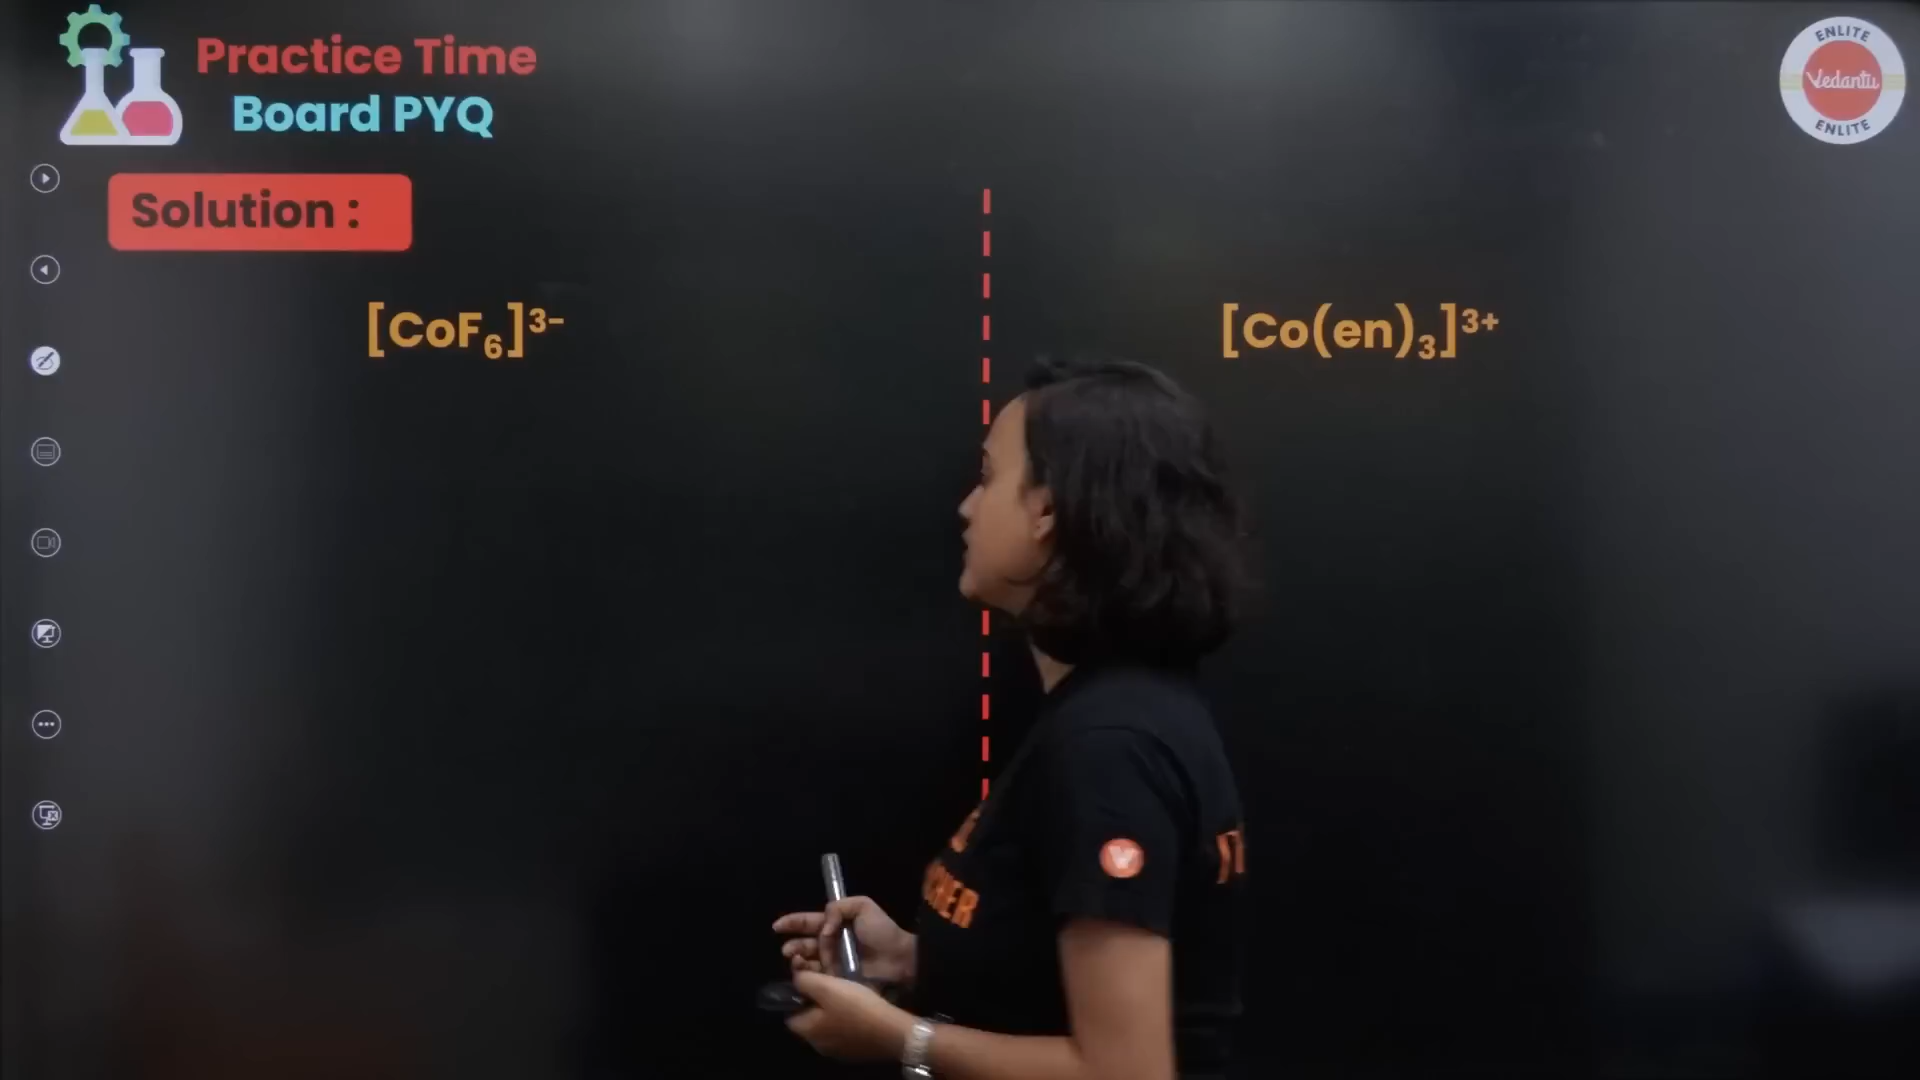 Practice Time
Board PYQ
ENLITE
Vedantu
ENLITE
Solution :
[CoF₆]³⁻
[Co(en)₃]³⁺
V